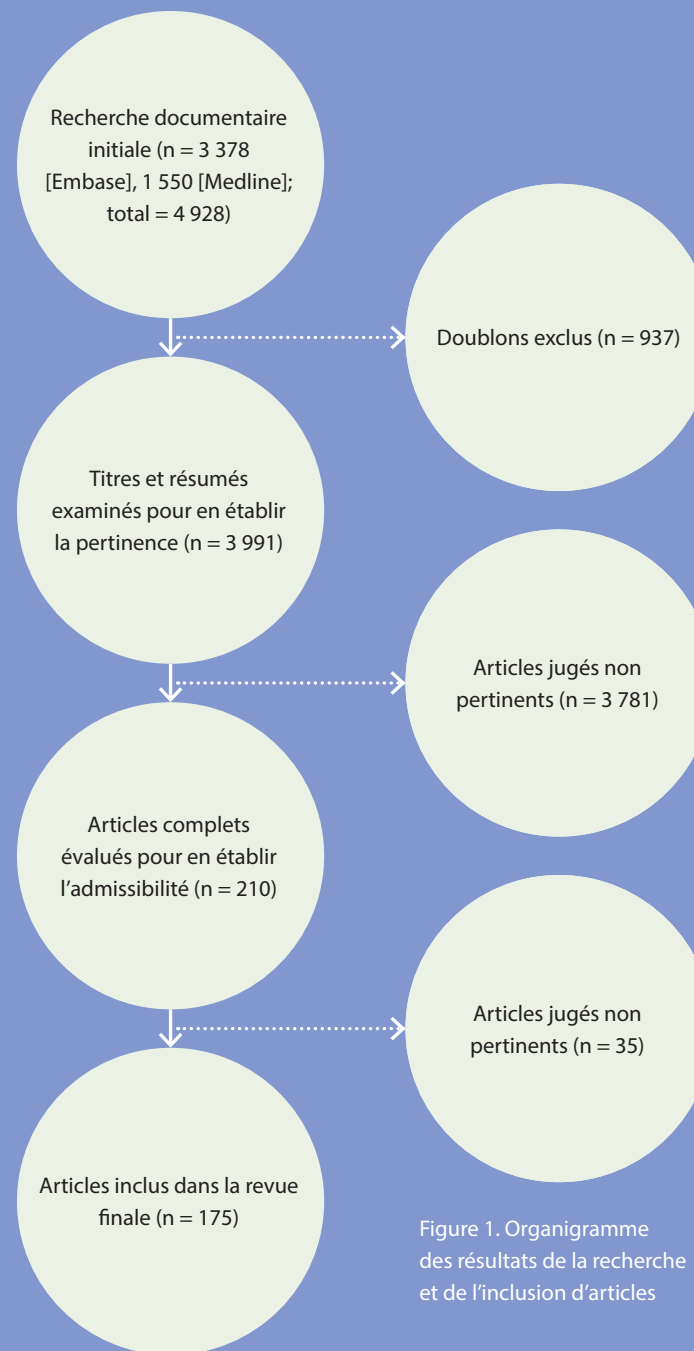 Recherche documentaire
initiale (n = 3 378
[Embase], 1 550 [Medline];
total = 4 928)
Doublons exclus (n = 937)
Titres et résumés
examinés pour en établir
la pertinence (n = 3 991)
Articles jugés non
pertinents (n = 3 781)
Articles complets
évalués pour en établir
l’admissibilité (n = 210)
Articles jugés non
pertinents (n = 35)
Articles inclus dans la revue
finale (n = 175)
Figure 1. Organigramme
des résultats de la recherche
et de l’inclusion d’articles